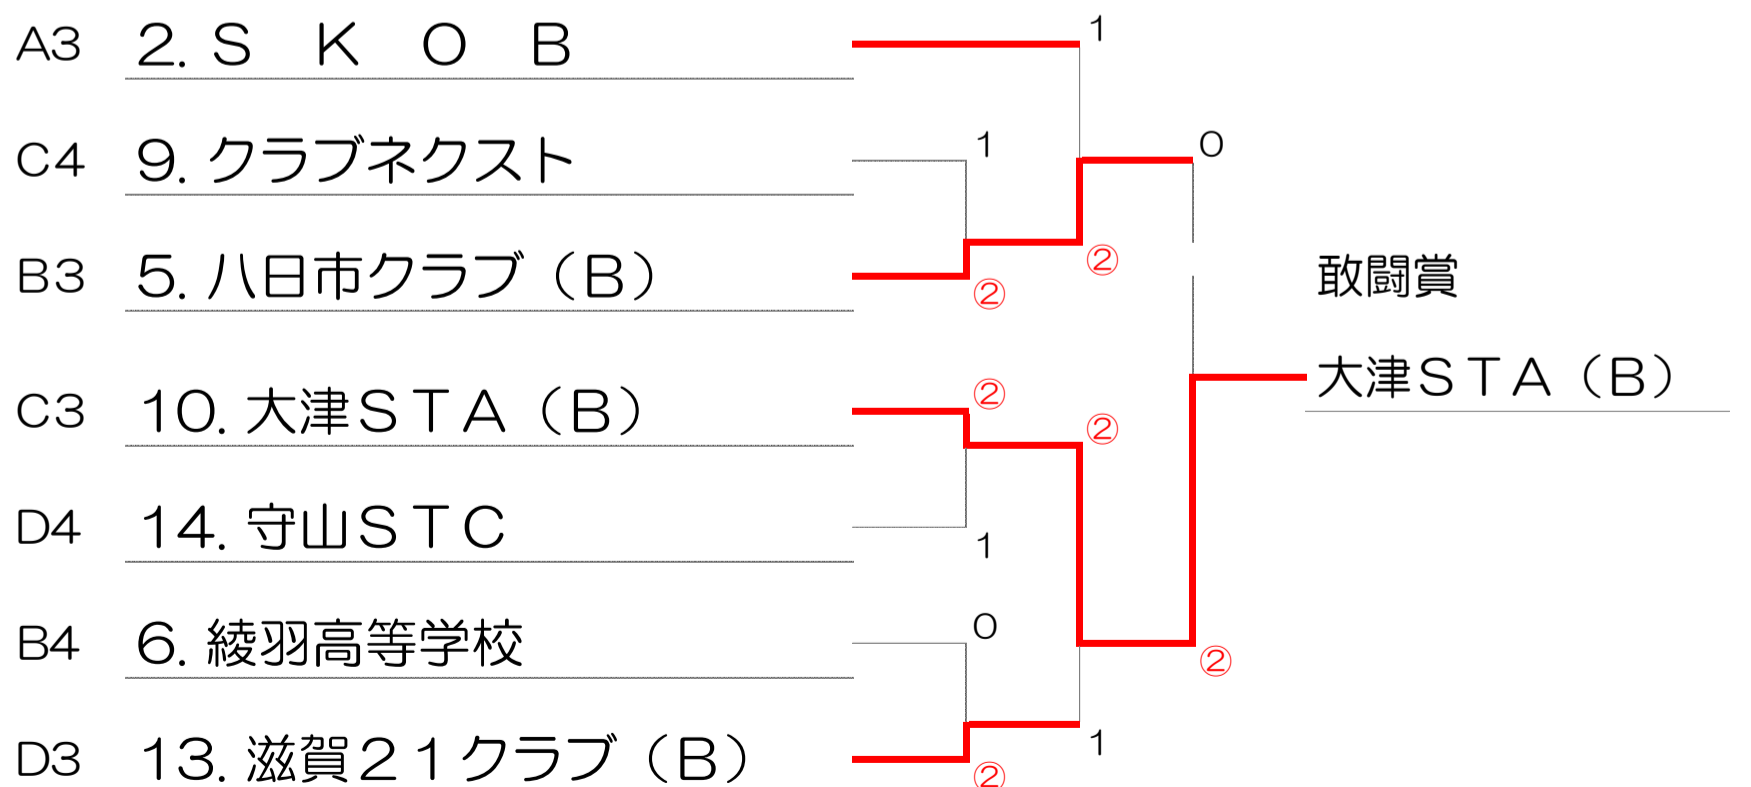 A3 2. Ｓ　Ｋ　Ｏ　Ｂ 1
C4 9. クラブネクスト 1 0
B3 5. 八日市クラブ（B） ② ② 敢闘賞
C3 10. 大津ＳＴＡ（B） ② ② 大津ＳＴＡ（B）
D4 14. 守山ＳＴＣ 1
B4 6. 綾羽高等学校 0 ②
D3 13. 滋賀２１クラブ（B） ② 1